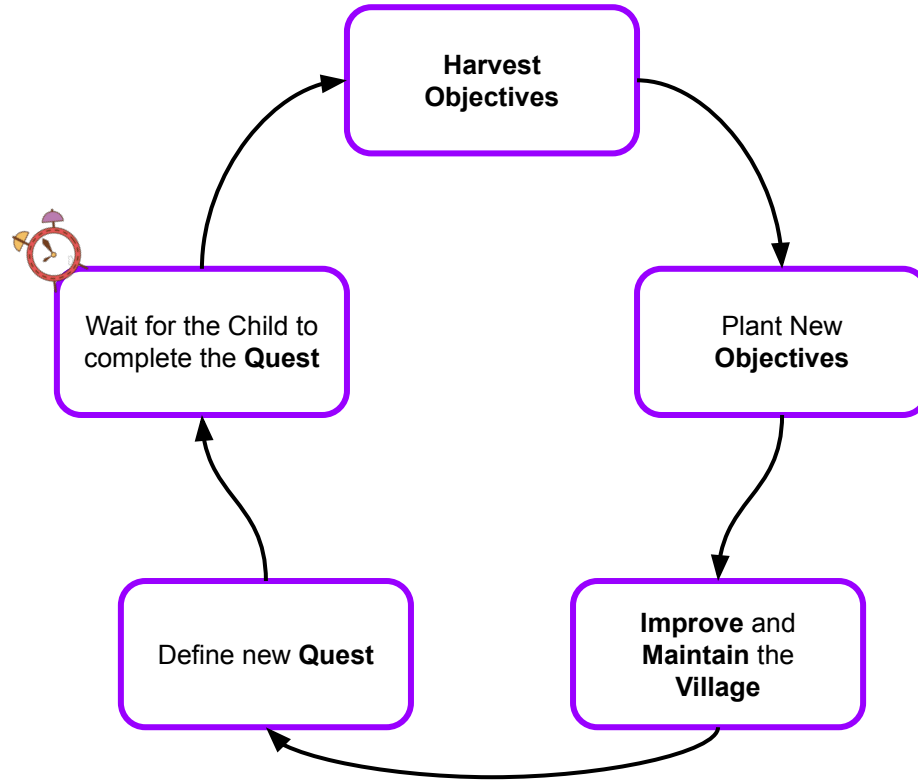 Harvest
Objectives
Plant New
Objectives
Improve and
Maintain the
Village
Define new Quest
Wait for the Child to
complete the Quest